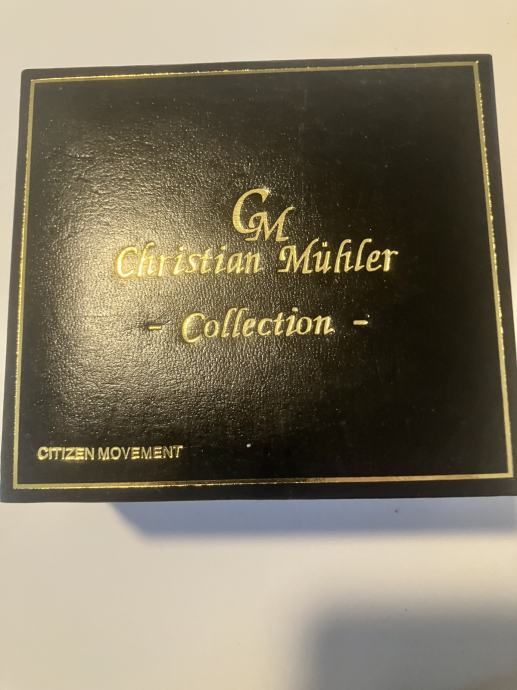 CM
Christian Mühler
- Collection -
CITIZEN MOVEMENT